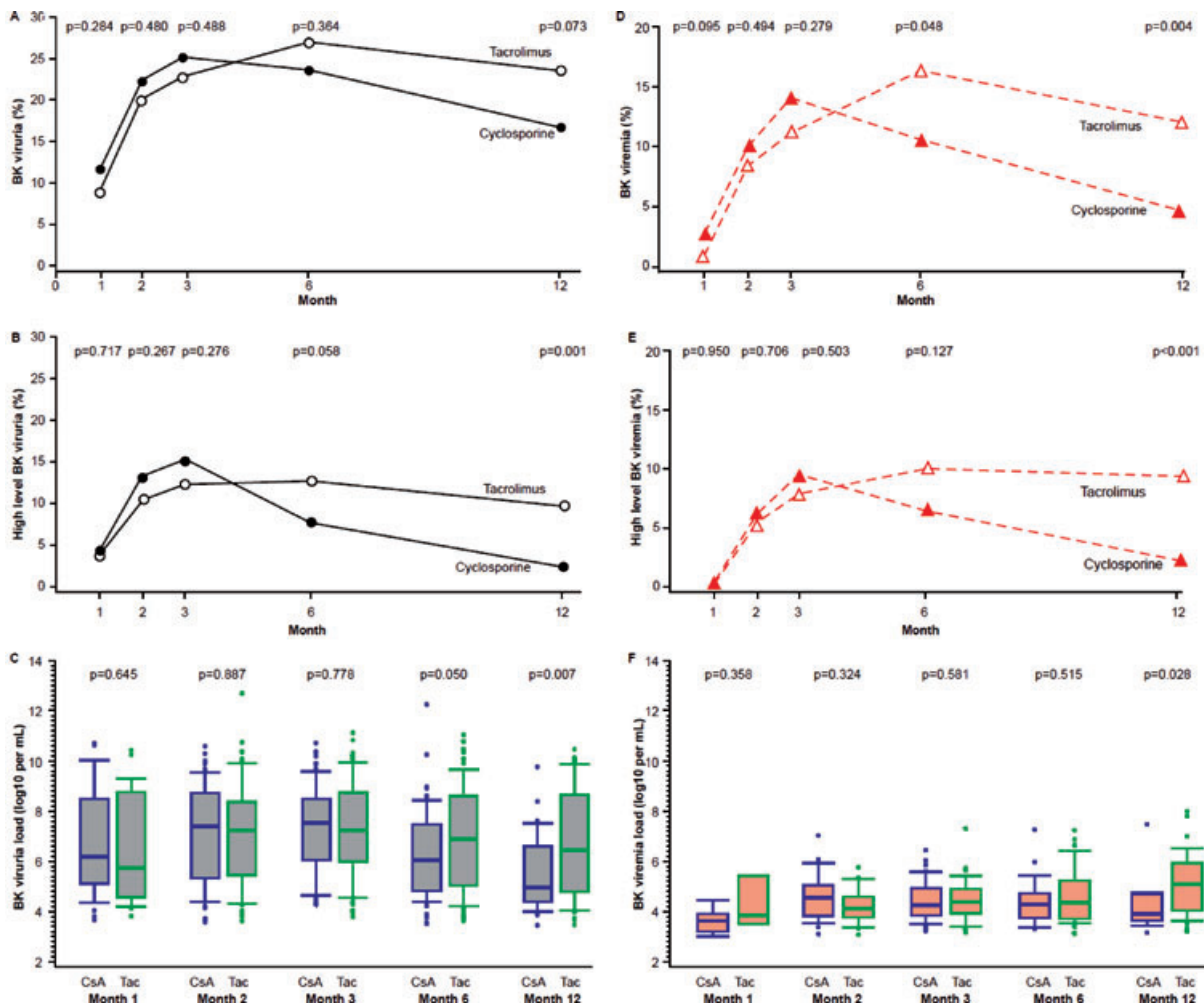 A
30
25
20
15
10
5
0
BK viruria (%)
p=0.284 p=0.480 p=0.488 p=0.364 p=0.073
Tacrolimus
Cyclosporine
0 1 2 3 6 12
Month
D
20
15
10
5
0
BK viremia (%)
p=0.095 p=0.494 p=0.279 p=0.048 p=0.004
Tacrolimus
Cyclosporine
1 2 3 6 12
Month
B
30
25
20
15
10
5
0
High level BK viruria (%)
p=0.717 p=0.267 p=0.276 p=0.058 p=0.001
Tacrolimus
Cyclosporine
1 2 3 6 12
Month
E
20
15
10
5
0
High level BK viremia (%)
p=0.950 p=0.706 p=0.503 p=0.127 p<0.001
Tacrolimus
Cyclosporine
1 2 3 6 12
Month
C
14
12
10
8
6
4
2
BK viruria load (log10 per mL)
p=0.645 p=0.887 p=0.778 p=0.050 p=0.007
CsA Tac CsA Tac CsA Tac CsA Tac CsA Tac
Month 1 Month 2 Month 3 Month 6 Month 12
F
14
12
10
8
6
4
2
BK viremia load (log10 per mL)
p=0.358 p=0.324 p=0.581 p=0.515 p=0.028
CsA Tac CsA Tac CsA Tac CsA Tac CsA Tac
Month 1 Month 2 Month 3 Month 6 Month 12